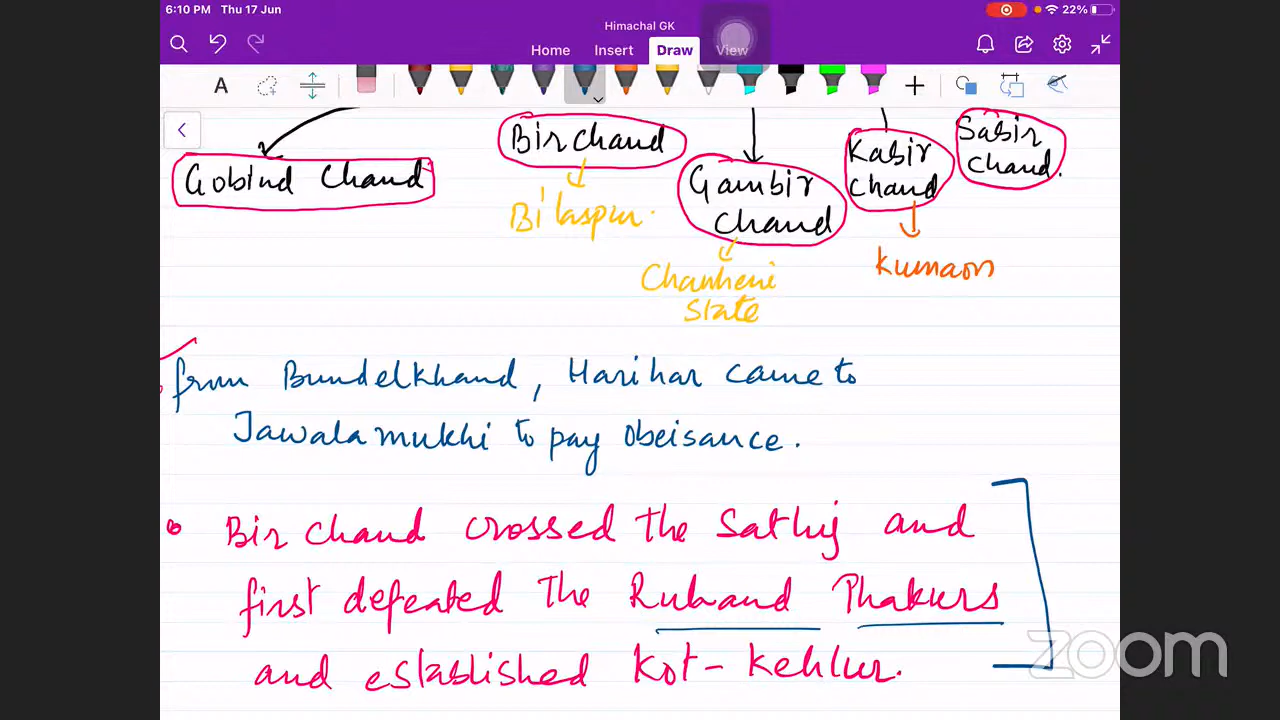 6:10 PM Thu 17 Jun
22%
Himachal GK
Home Insert Draw View
A
Gobind Chand
Bir chand
Gambir
chand
Kabir
chand
Sabir
chand.
Bilaspur.
Chanheni
state
kumaon
from Bundelkhand, Harihar came to
Jawalamukhi to pay obeisance.
Bir chand crossed the Satluj and
first defeated the Ruhand Thakurs
and established Kot-Kehlur.
zoom